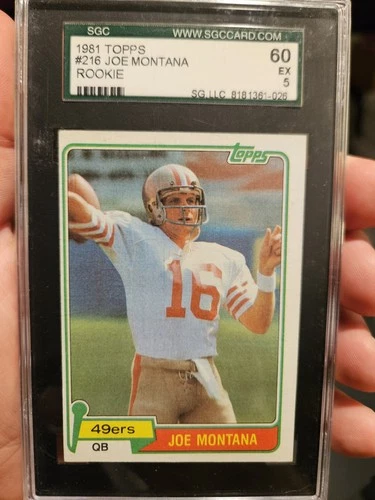 SGC WWW.SGCCARD.COM
1981 TOPPS 60
#216 JOE MONTANA EX
ROOKIE 5
SG,LLC 8181361-026
topps
16
49ers
QB
JOE MONTANA